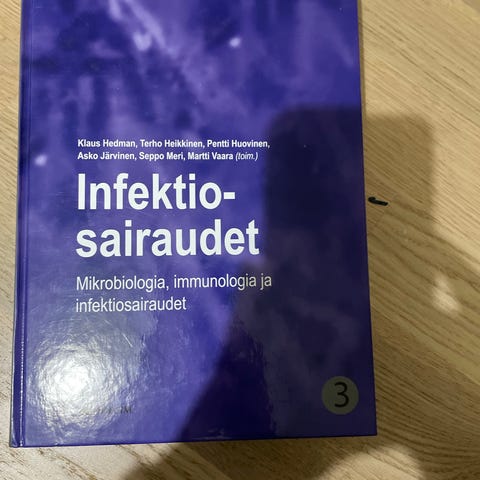 Klaus Hedman, Terho Heikkinen, Pentti Huovinen,
Asko Järvinen, Seppo Meri, Martti Vaara (toim.)
Infektio-
sairaudet
Mikrobiologia, immunologia ja
infektiosairaudet
3